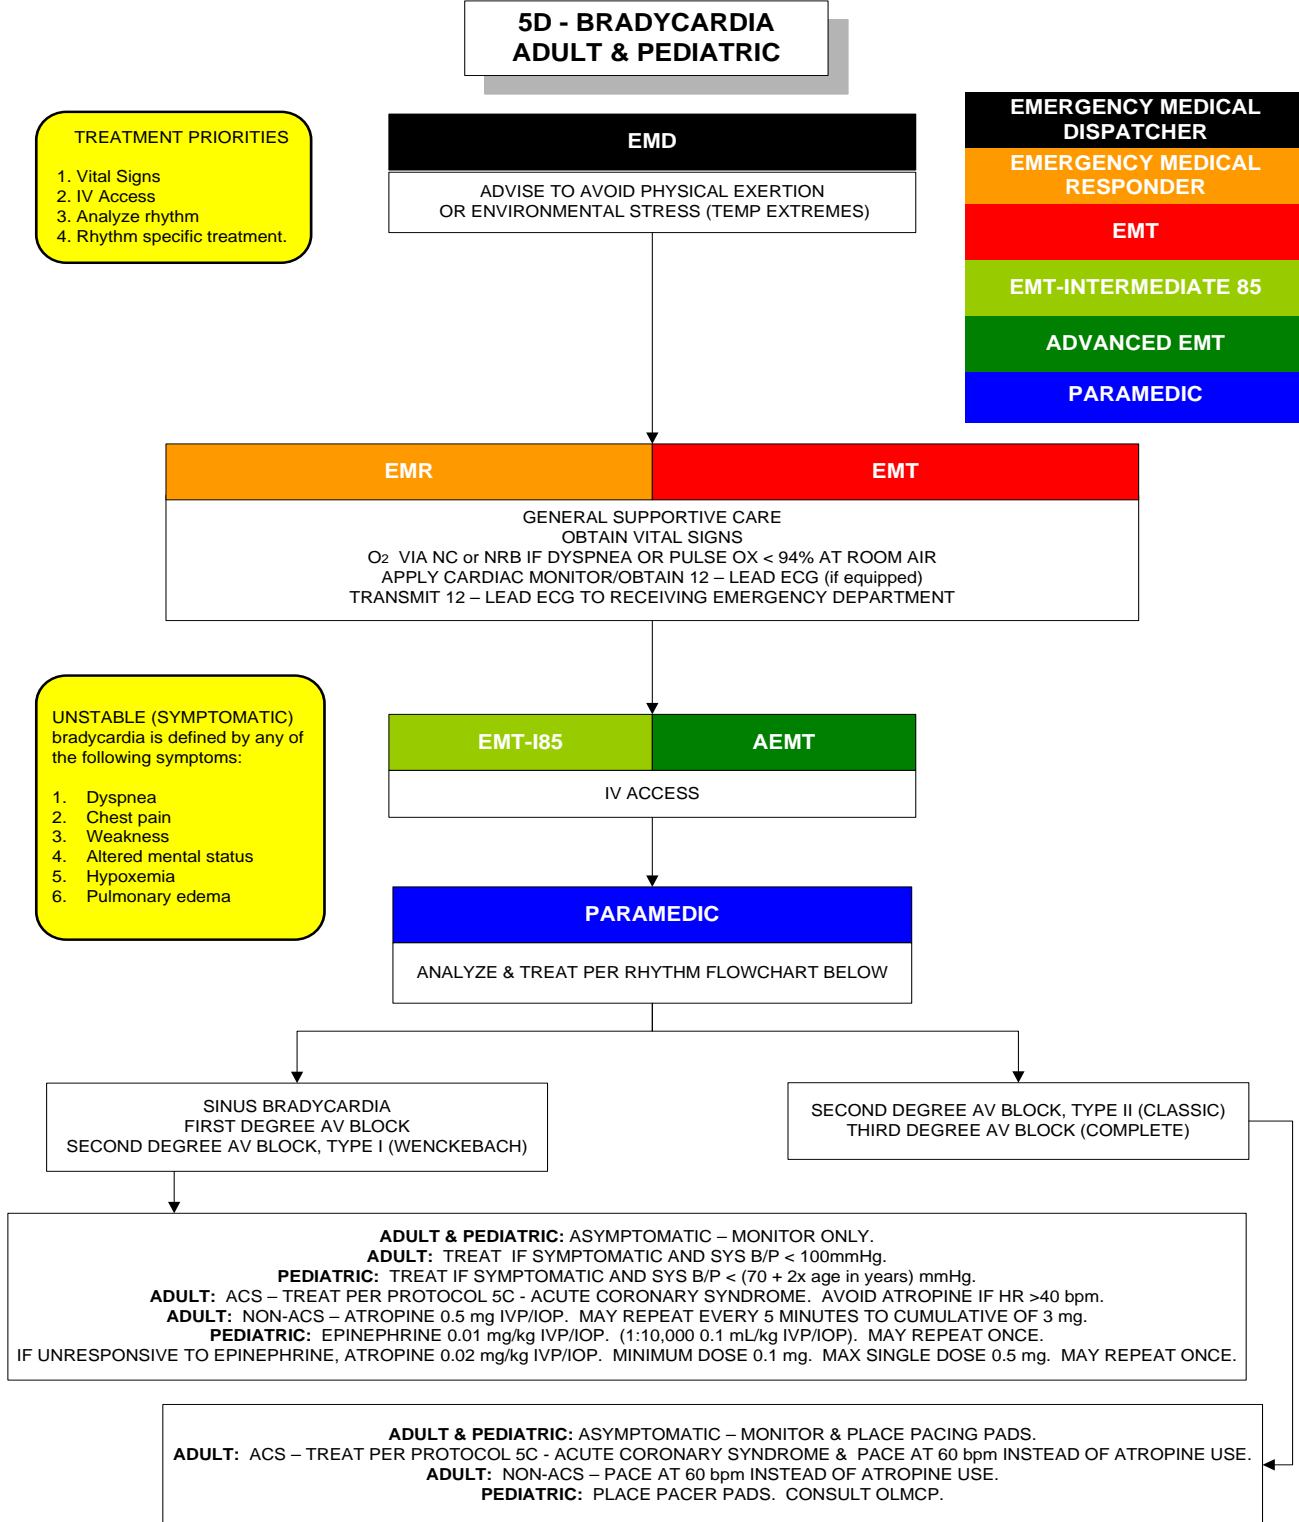 5D - BRADYCARDIA
ADULT & PEDIATRIC
TREATMENT PRIORITIES
1. Vital Signs
2. IV Access
3. Analyze rhythm
4. Rhythm specific treatment.
EMD
ADVISE TO AVOID PHYSICAL EXERTION
OR ENVIRONMENTAL STRESS (TEMP EXTREMES)
EMERGENCY MEDICAL
DISPATCHER
EMERGENCY MEDICAL
RESPONDER
EMT
EMT-INTERMEDIATE 85
ADVANCED EMT
PARAMEDIC
EMR
EMT
GENERAL SUPPORTIVE CARE
OBTAIN VITAL SIGNS
O2 VIA NC or NRB IF DYSPNEA OR PULSE OX < 94% AT ROOM AIR
APPLY CARDIAC MONITOR/OBTAIN 12 – LEAD ECG (if equipped)
TRANSMIT 12 – LEAD ECG TO RECEIVING EMERGENCY DEPARTMENT
UNSTABLE (SYMPTOMATIC)
bradycardia is defined by any of
the following symptoms:
1. Dyspnea
2. Chest pain
3. Weakness
4. Altered mental status
5. Hypoxemia
6. Pulmonary edema
EMT-I85
AEMT
IV ACCESS
PARAMEDIC
ANALYZE & TREAT PER RHYTHM FLOWCHART BELOW
SINUS BRADYCARDIA
FIRST DEGREE AV BLOCK
SECOND DEGREE AV BLOCK, TYPE I (WENCKEBACH)
SECOND DEGREE AV BLOCK, TYPE II (CLASSIC)
THIRD DEGREE AV BLOCK (COMPLETE)
ADULT & PEDIATRIC: ASYMPTOMATIC – MONITOR ONLY.
ADULT: TREAT IF SYMPTOMATIC AND SYS B/P < 100mmHg.
PEDIATRIC: TREAT IF SYMPTOMATIC AND SYS B/P < (70 + 2x age in years) mmHg.
ADULT: ACS – TREAT PER PROTOCOL 5C - ACUTE CORONARY SYNDROME. AVOID ATROPINE IF HR >40 bpm.
ADULT: NON-ACS – ATROPINE 0.5 mg IVP/IOP. MAY REPEAT EVERY 5 MINUTES TO CUMULATIVE OF 3 mg.
PEDIATRIC: EPINEPHRINE 0.01 mg/kg IVP/IOP. (1:10,000 0.1 mL/kg IVP/IOP). MAY REPEAT ONCE.
IF UNRESPONSIVE TO EPINEPHRINE, ATROPINE 0.02 mg/kg IVP/IOP. MINIMUM DOSE 0.1 mg. MAX SINGLE DOSE 0.5 mg. MAY REPEAT ONCE.
ADULT & PEDIATRIC: ASYMPTOMATIC – MONITOR & PLACE PACING PADS.
ADULT: ACS – TREAT PER PROTOCOL 5C - ACUTE CORONARY SYNDROME & PACE AT 60 bpm INSTEAD OF ATROPINE USE.
ADULT: NON-ACS – PACE AT 60 bpm INSTEAD OF ATROPINE USE.
PEDIATRIC: PLACE PACER PADS. CONSULT OLMCP.